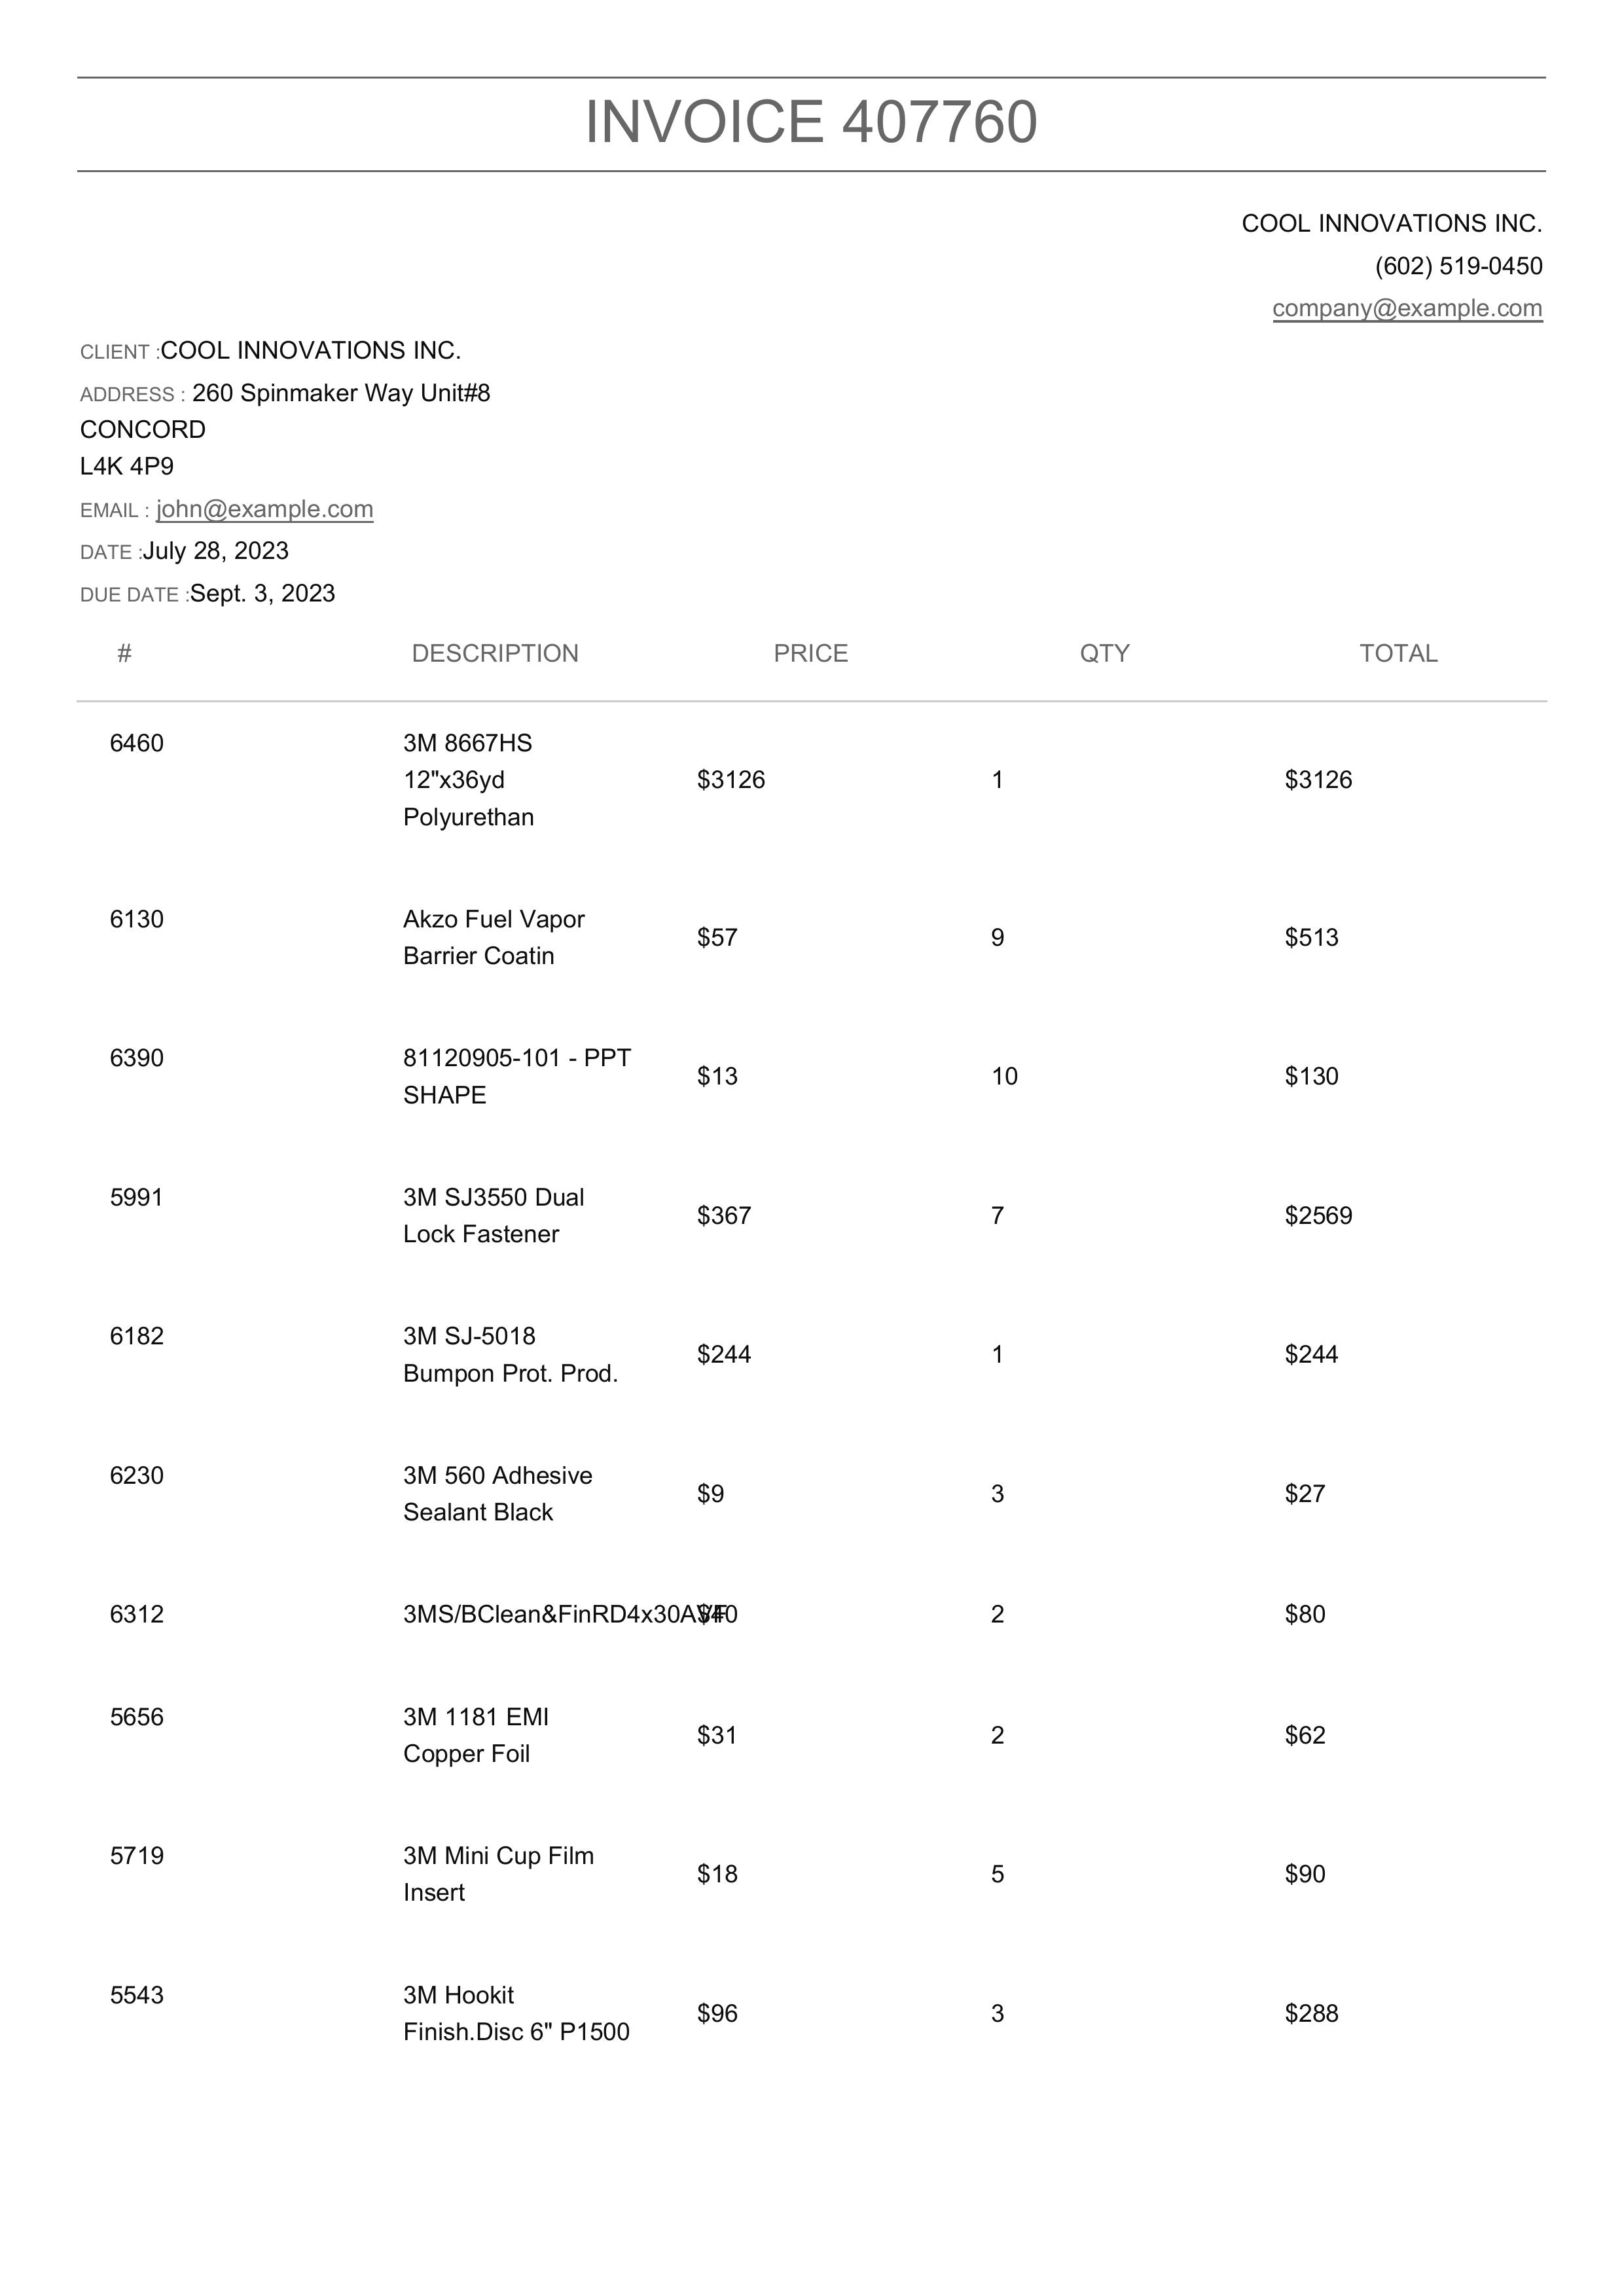 INVOICE 407760
COOL INNOVATIONS INC.
(602) 519-0450
company@example.com
CLIENT :COOL INNOVATIONS INC.
ADDRESS : 260 Spinmaker Way Unit#8
CONCORD
L4K 4P9
EMAIL : john@example.com
DATE :July 28, 2023
DUE DATE :Sept. 3, 2023
# DESCRIPTION PRICE QTY TOTAL
6460 3M 8667HS
12"x36yd $3126 1 $3126
Polyurethan
6130 Akzo Fuel Vapor
$57 9 $513
Barrier Coatin
6390 81120905-101 - PPT
$13 10 $130
SHAPE
5991 3M SJ3550 Dual
$367 7 $2569
Lock Fastener
6182 3M SJ-5018
$244 1 $244
Bumpon Prot. Prod.
6230 3M 560 Adhesive
$9 3 $27
Sealant Black
6312 3MS/BClean&FinRD4x30AVF $40 2 $80
5656 3M 1181 EMI
$31 2 $62
Copper Foil
5719 3M Mini Cup Film
$18 5 $90
Insert
5543 3M Hookit
$96 3 $288
Finish.Disc 6" P1500